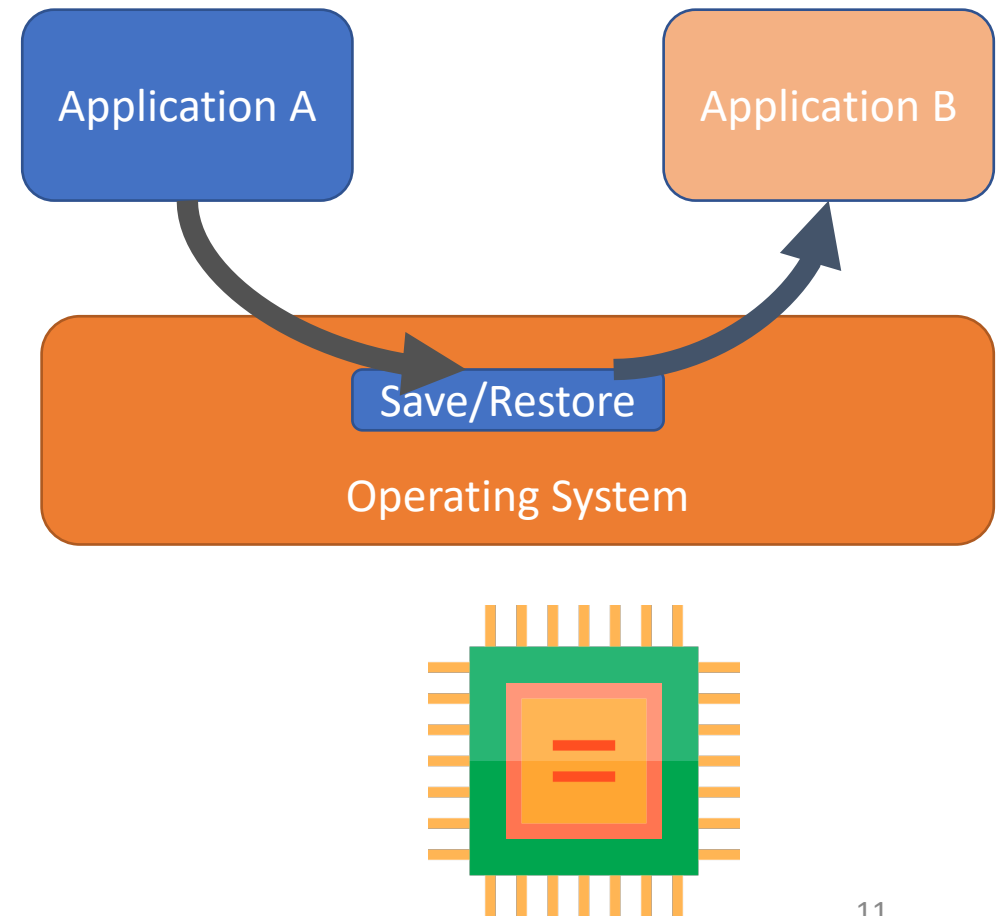 Application A
Application B
Save/Restore
Operating System
11